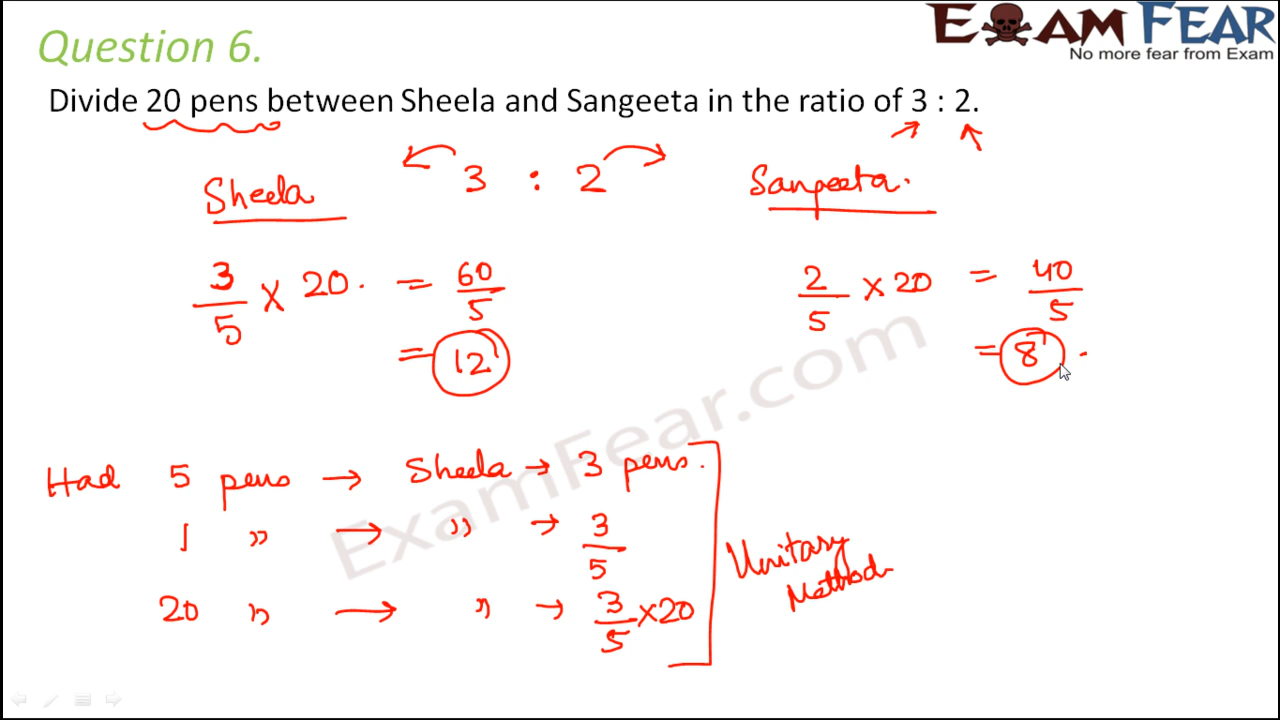 EXAM FEAR
No more fear from Exam
Question 6.
Divide 20 pens between Sheela and Sangeeta in the ratio of 3 : 2.
Sheela 3 : 2 Sangeeta.
3/5 × 20. = 60/5
= 12
2/5 × 20 = 40/5
= 8.
Had 5 pens → Sheela → 3 pens.
1 ,, → ,, → 3/5
20 ,, → ,, → 3/5 × 20
Unitary
Method
ExamFear.com